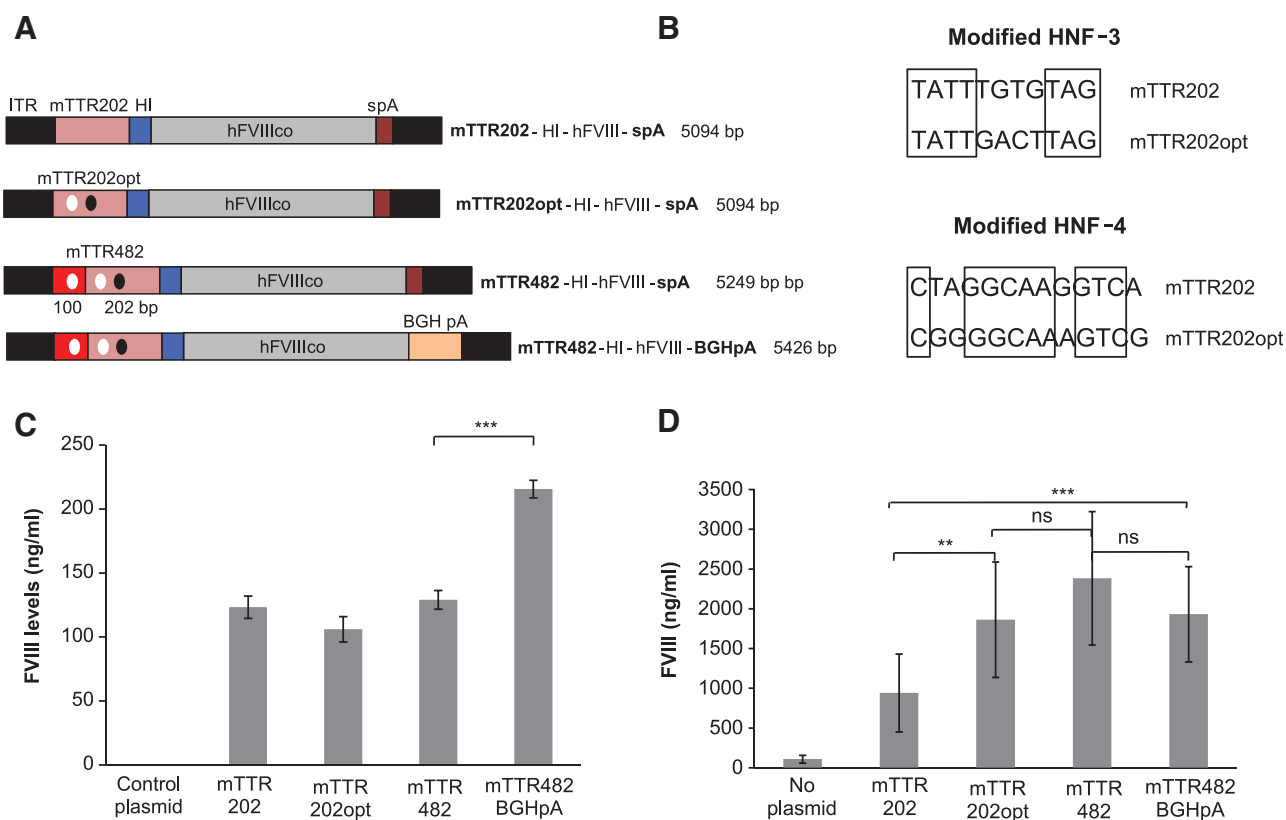 A
ITR mTTR202 HI spA
hFVIIIco
mTTR202-HI-hFVIII-spA 5094 bp
mTTR202opt
hFVIIIco
mTTR202opt-HI-hFVIII-spA 5094 bp
mTTR482
hFVIIIco
mTTR482-HI-hFVIII-spA 5249 bp bp
100 202 bp
BGH pA
hFVIIIco
mTTR482-HI-hFVIII-BGHpA 5426 bp
B
Modified HNF-3
TATTTGTGTAG mTTR202
TATTGACTTAG mTTR202opt
Modified HNF-4
CTAGGCAAGGTCA mTTR202
CGGGGCAAAGTCG mTTR202opt
C
FVIII levels (ng/ml)
250
200
150
100
50
0
***
Control plasmid
mTTR 202
mTTR 202opt
mTTR 482
mTTR482 BGHpA
D
FVIII (ng/ml)
3500
3000
2500
2000
1500
1000
500
0
***
ns
**
ns
No plasmid
mTTR 202
mTTR 202opt
mTTR 482
mTTR482 BGHpA